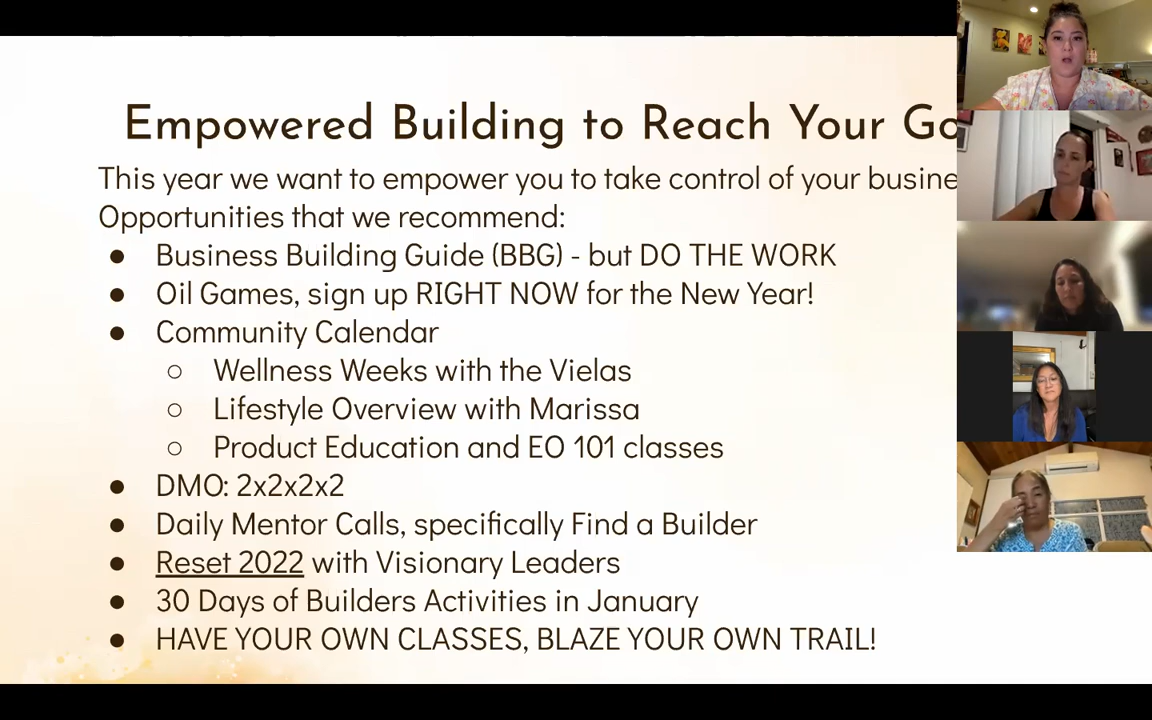 Empowered Building to Reach Your Go
This year we want to empower you to take control of your busine
Opportunities that we recommend:
● Business Building Guide (BBG) - but DO THE WORK
● Oil Games, sign up RIGHT NOW for the New Year!
● Community Calendar
○ Wellness Weeks with the Vielas
○ Lifestyle Overview with Marissa
○ Product Education and EO 101 classes
● DMO: 2x2x2x2
● Daily Mentor Calls, specifically Find a Builder
● Reset 2022 with Visionary Leaders
● 30 Days of Builders Activities in January
● HAVE YOUR OWN CLASSES, BLAZE YOUR OWN TRAIL!